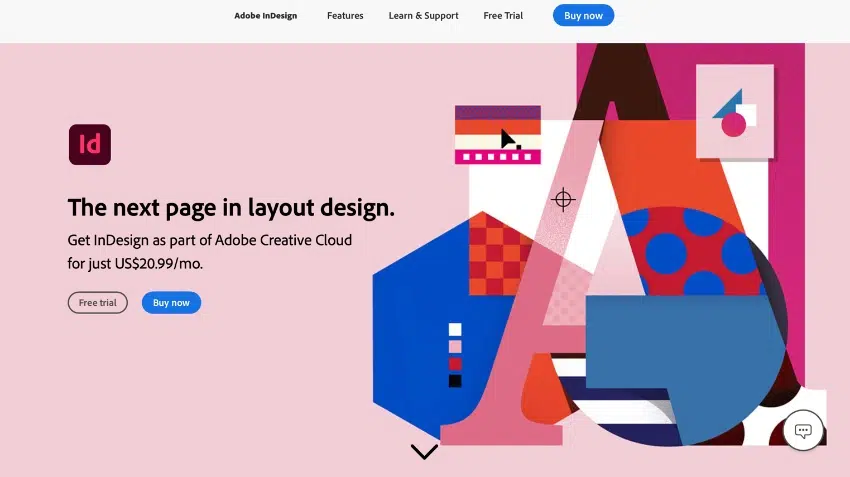 Adobe InDesign Features Learn & Support Free Trial Buy now
Id
The next page in layout design.
Get InDesign as part of Adobe Creative Cloud
for just US$20.99/mo.
Free trial Buy now
A